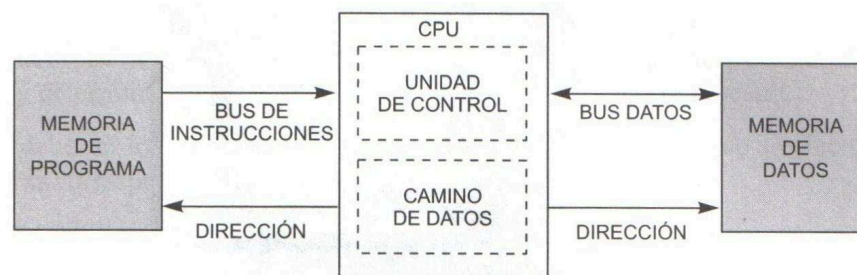 CPU
MEMORIA
DE
PROGRAMA
BUS DE
INSTRUCCIONES
DIRECCIÓN
UNIDAD
DE CONTROL
CAMINO
DE DATOS
BUS DATOS
DIRECCIÓN
MEMORIA
DE
DATOS